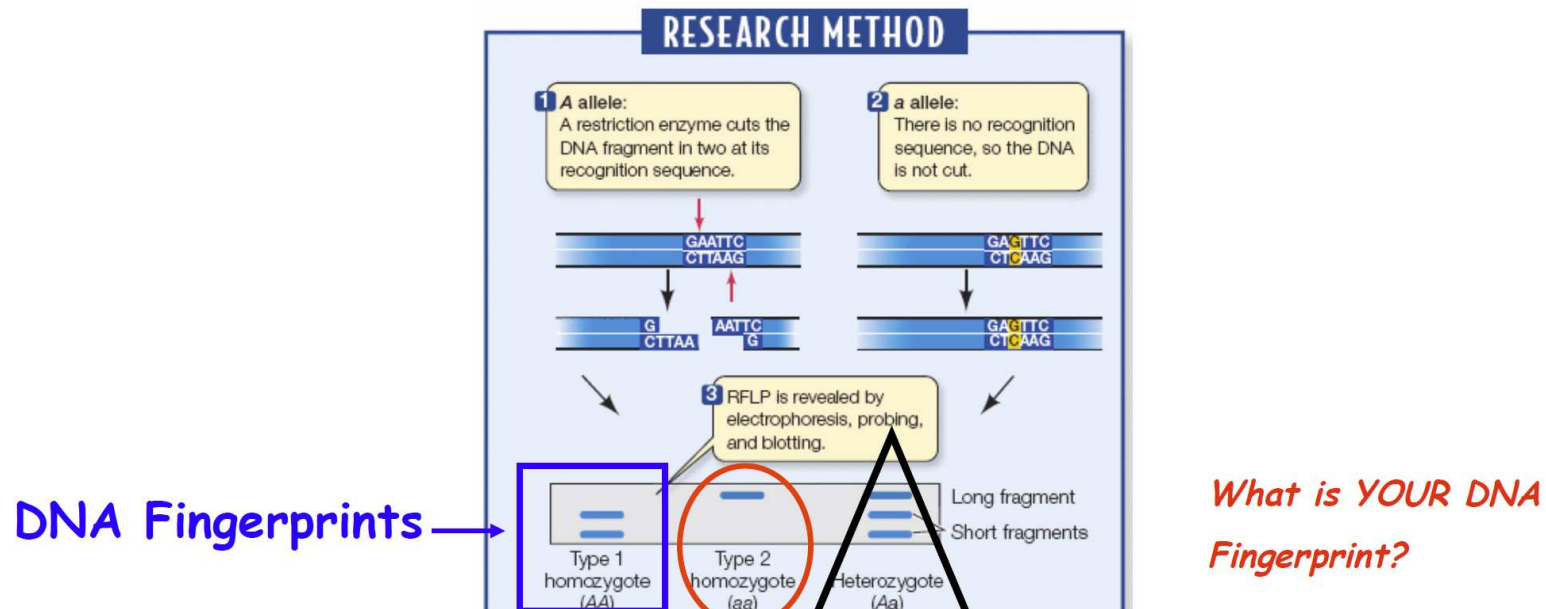 RESEARCH METHOD
1 A allele:
A restriction enzyme cuts the
DNA fragment in two at its
recognition sequence.
2 a allele:
There is no recognition
sequence, so the DNA
is not cut.
GAATTC
CTTAAG
GAGTTC
CTCAAG
G
CTTAA
AATTC
G
GAGTTC
CTCAAG
3 RFLP is revealed by
electrophoresis, probing,
and blotting.
DNA Fingerprints
Long fragment
Short fragments
Type 1
homozygote
(AA)
Type 2
homozygote
(aa)
Heterozygote
(Aa)
What is YOUR DNA
Fingerprint?